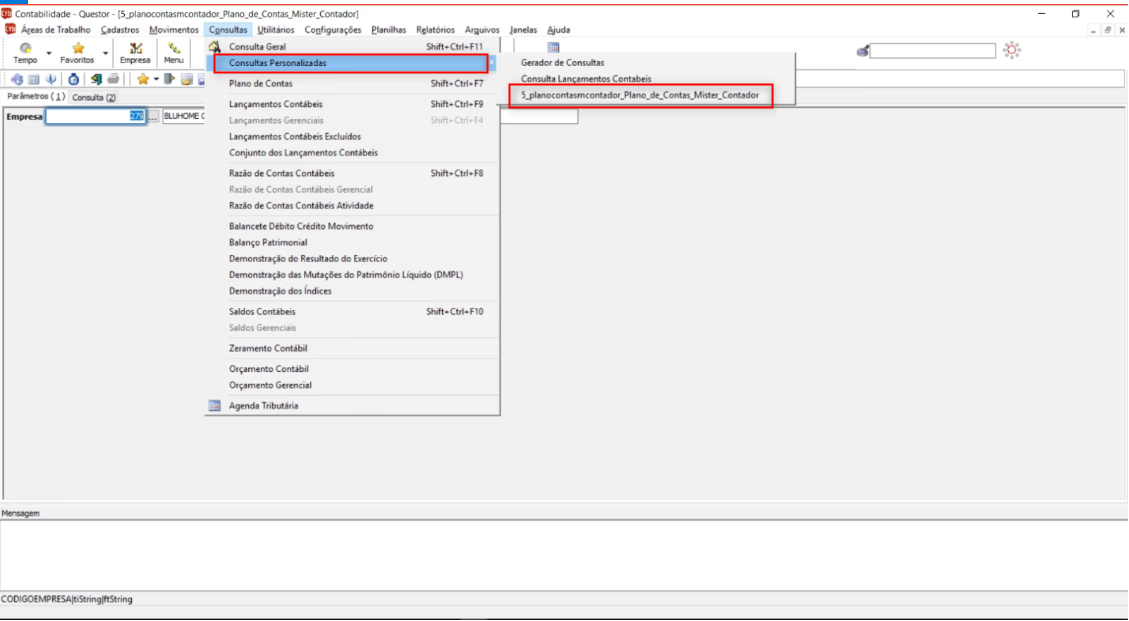 Contabilidade - Questor - [5_planocontasmcontador_Plano_de_Contas_Mister_Contador]
Áreas de Trabalho Cadastros Movimentos Consultas Utilitários Configurações Planilhas Relatórios Arquivos Janelas Ajuda
Tempo Favoritos Empresa Menu
Parâmetros (1) Consulta (2)
Empresa 279 ... BLUHOME
Consulta Geral Shift+Ctrl+F11
Consultas Personalizadas
Plano de Contas Shift+Ctrl+F7
Lançamentos Contábeis Shift+Ctrl+F9
Lançamentos Gerenciais Shift+Ctrl+F4
Lançamentos Contábeis Excluídos
Conjunto dos Lançamentos Contábeis
Razão de Contas Contábeis Shift+Ctrl+F8
Razão de Contas Contábeis Gerencial
Razão de Contas Contábeis Atividade
Balancete Débito Crédito Movimento
Balanço Patrimonial
Demonstração do Resultado do Exercício
Demonstração das Mutações do Patrimônio Líquido (DMPL)
Demonstração dos Índices
Saldos Contábeis Shift+Ctrl+F10
Saldos Gerenciais
Zeramento Contábil
Orçamento Contábil
Orçamento Gerencial
Agenda Tributária
Gerador de Consultas
Consulta Lançamentos Contabeis
5_planocontasmcontador_Plano_de_Contas_Mister_Contador
Mensagem
CODIGOEMPRESA|tiString|ftString